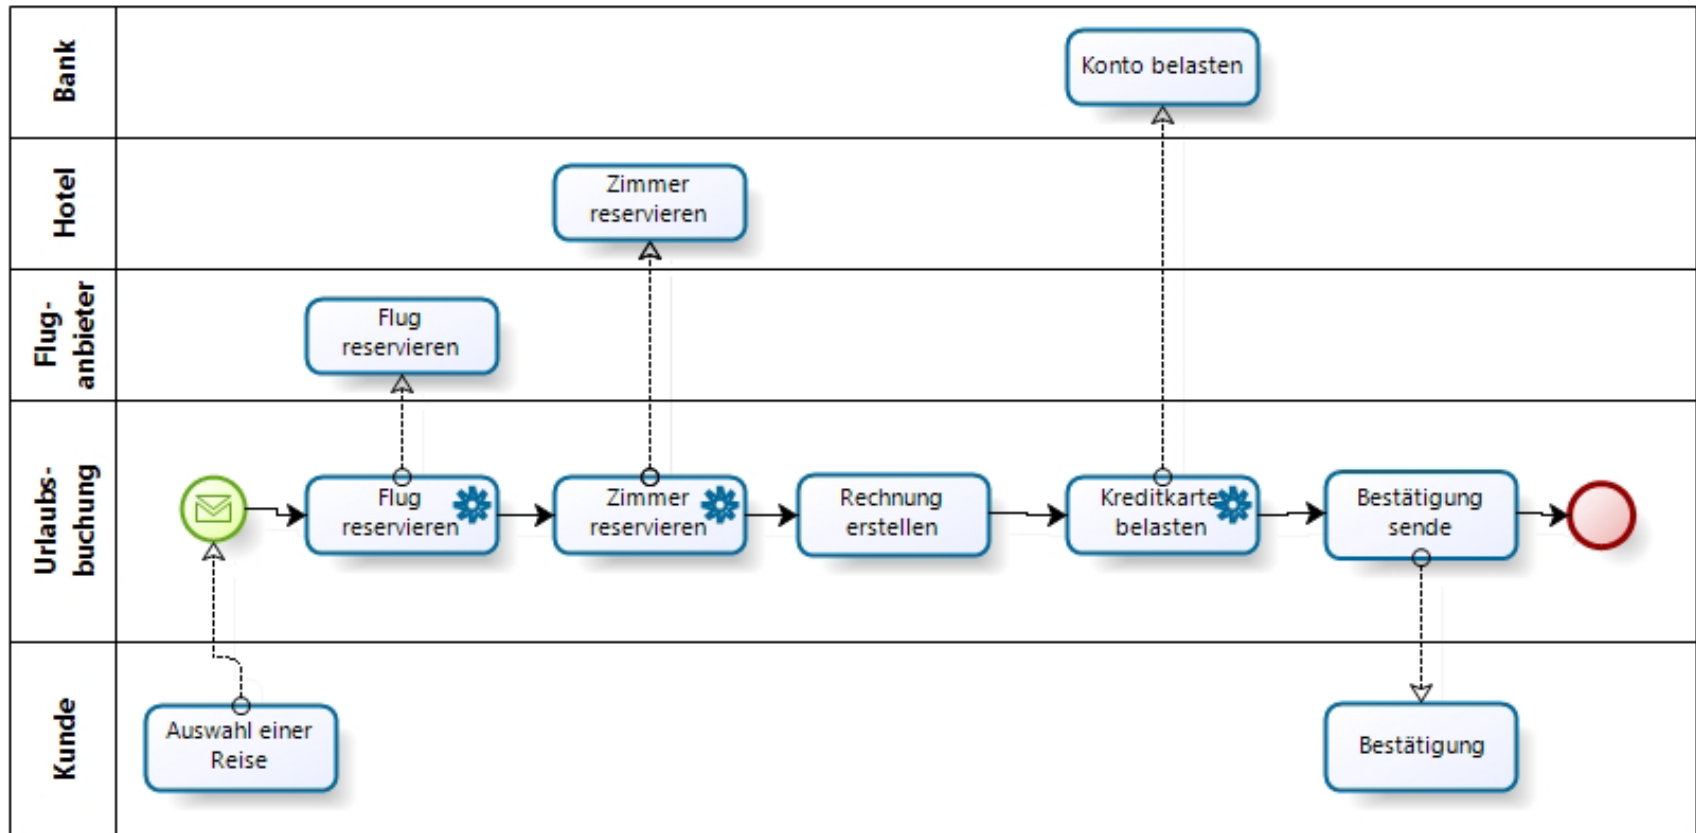 Bank
Konto belasten
Hotel
Zimmer
reservieren
Flug-
anbieter
Flug
reservieren
Urlaubs-
buchung
Flug
reservieren
Zimmer
reservieren
Rechnung
erstellen
Kreditkarte
belasten
Bestätigung
sende
Kunde
Auswahl einer
Reise
Bestätigung